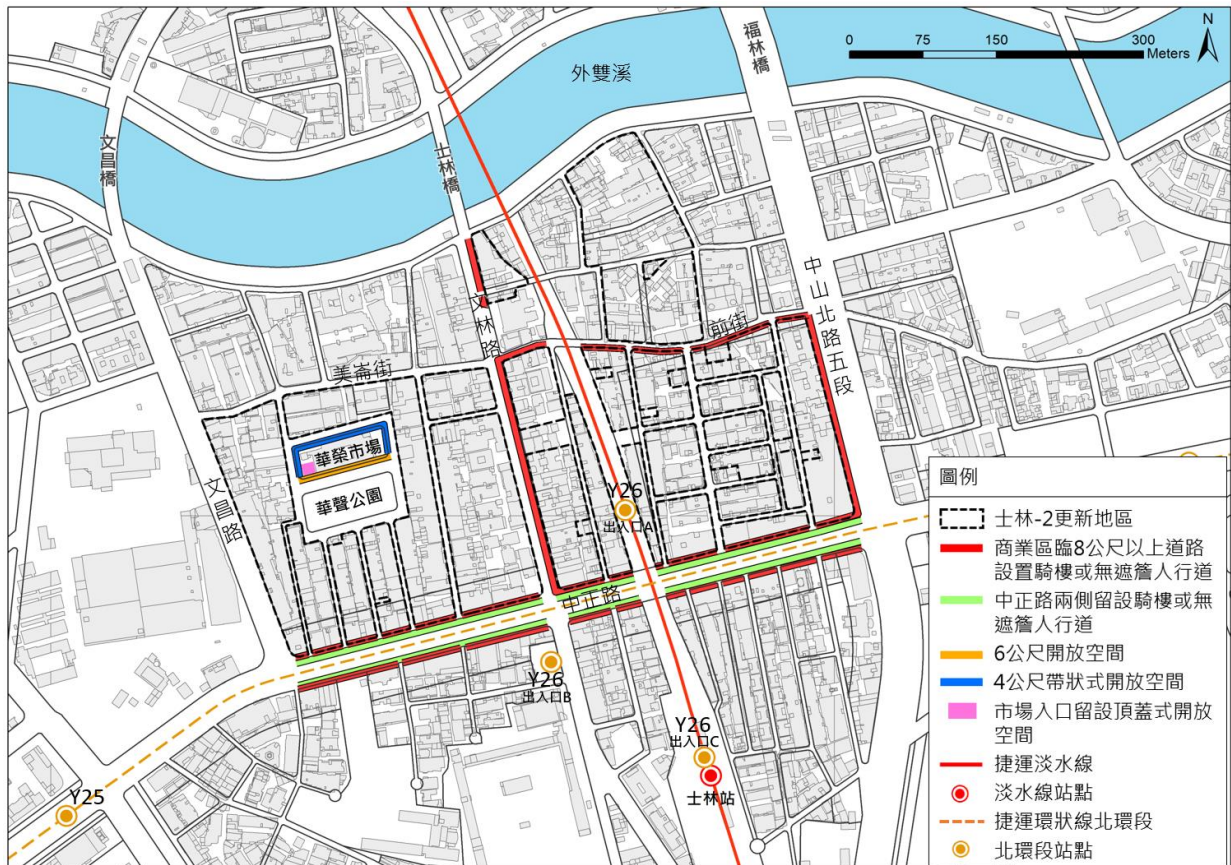 N
0 75 150 300
Meters
福林橋
外雙溪
文昌橋
士林橋
中山北路五段
文林路
前街
美崙街
華榮市場
華聲公園
文昌路
Y26
出入口A
中正路
Y26
出入口B
Y26
出入口C
士林站
Y25
圖例
士林-2更新地區
商業區臨8公尺以上道路
設置騎樓或無遮簷人行道
中正路兩側留設騎樓或無
遮簷人行道
6公尺開放空間
4公尺帶狀式開放空間
市場入口留設頂蓋式開放
空間
捷運淡水線
淡水線站點
捷運環狀線北環段
北環段站點